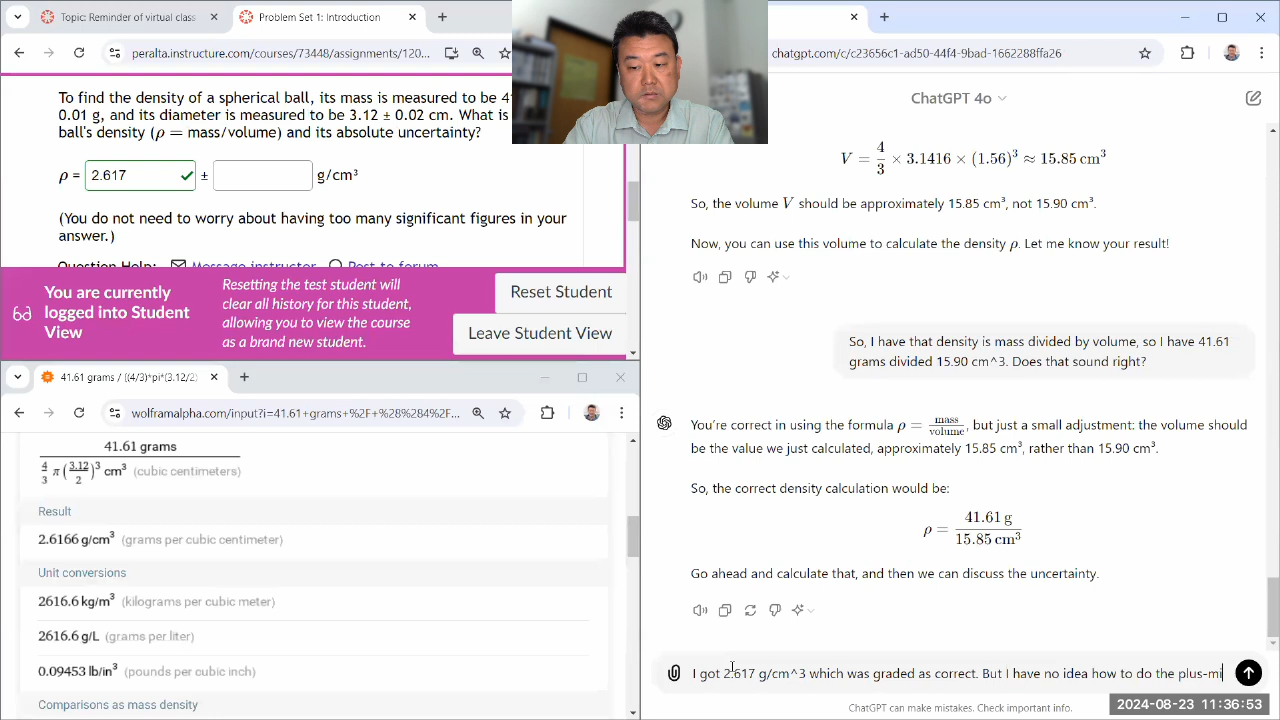 Topic: Reminder of virtual class
Problem Set 1: Introduction
peralta.instructure.com/courses/73448/assignments/120...
To find the density of a spherical ball, its mass is measured to be
0.01 g, and its diameter is measured to be 3.12 ± 0.02 cm. What is
ball's density (ρ = mass/volume) and its absolute uncertainty?
ρ = 2.617 ± g/cm³
(You do not need to worry about having too many significant figures in your
answer.)
Question Help: Message instructor Post to forum
You are currently
logged into Student
View
Resetting the test student will
clear all history for this student,
allowing you to view the course
as a brand new student.
Reset Student
Leave Student View
41.61 grams / ((4/3)*pi*(3.12/2)
wolframalpha.com/input?i=41.61+grams+%2F+%28%284%2F...
41.61 grams
4/3 π (3.12/2)³ cm³ (cubic centimeters)
Result
2.6166 g/cm³ (grams per cubic centimeter)
Unit conversions
2616.6 kg/m³ (kilograms per cubic meter)
2616.6 g/L (grams per liter)
0.09453 lb/in³ (pounds per cubic inch)
Comparisons as mass density
chatgpt.com/c/c23656c1-ad50-44f4-9bad-1662288ffa26
ChatGPT 4o
V = 4/3 × 3.1416 × (1.56)³ ≈ 15.85 cm³
So, the volume V should be approximately 15.85 cm³, not 15.90 cm³.
Now, you can use this volume to calculate the density ρ. Let me know your result!
So, I have that density is mass divided by volume, so I have 41.61
grams divided 15.90 cm^3. Does that sound right?
You're correct in using the formula ρ = mass/volume, but just a small adjustment: the volume should
be the value we just calculated, approximately 15.85 cm³, rather than 15.90 cm³.
So, the correct density calculation would be:
ρ = 41.61 g / 15.85 cm³
Go ahead and calculate that, and then we can discuss the uncertainty.
I got 2.617 g/cm^3 which was graded as correct. But I have no idea how to do the plus-mi
ChatGPT can make mistakes. Check important info.
2024-08-23 11:36:53